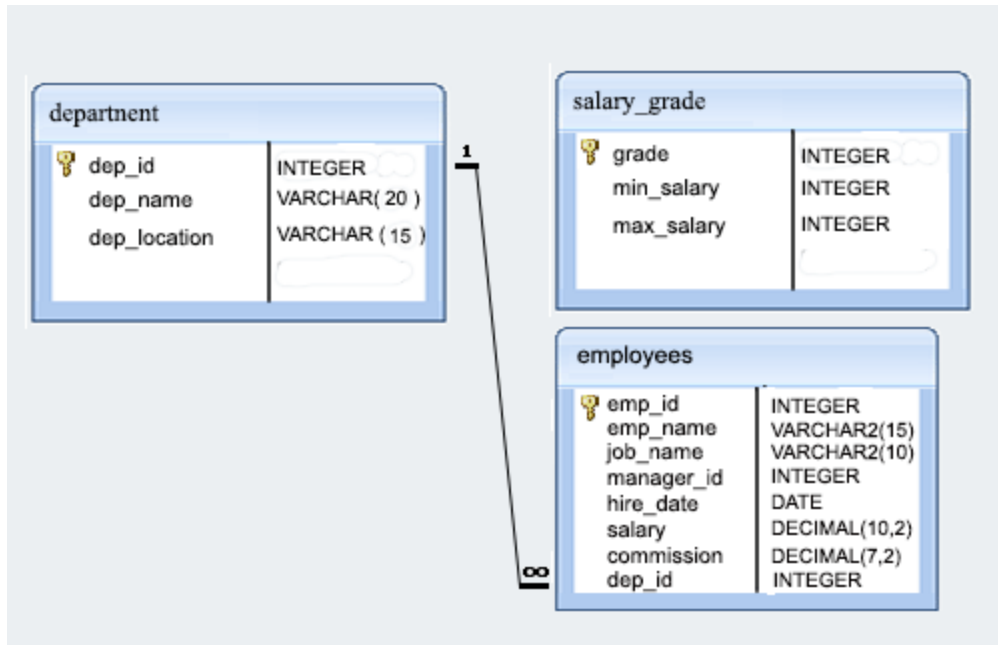 department
dep_id INTEGER
dep_name VARCHAR( 20 )
dep_location VARCHAR ( 15 )
1
∞
salary_grade
grade INTEGER
min_salary INTEGER
max_salary INTEGER
employees
emp_id INTEGER
emp_name VARCHAR2(15)
job_name VARCHAR2(10)
manager_id INTEGER
hire_date DATE
salary DECIMAL(10,2)
commission DECIMAL(7,2)
dep_id INTEGER